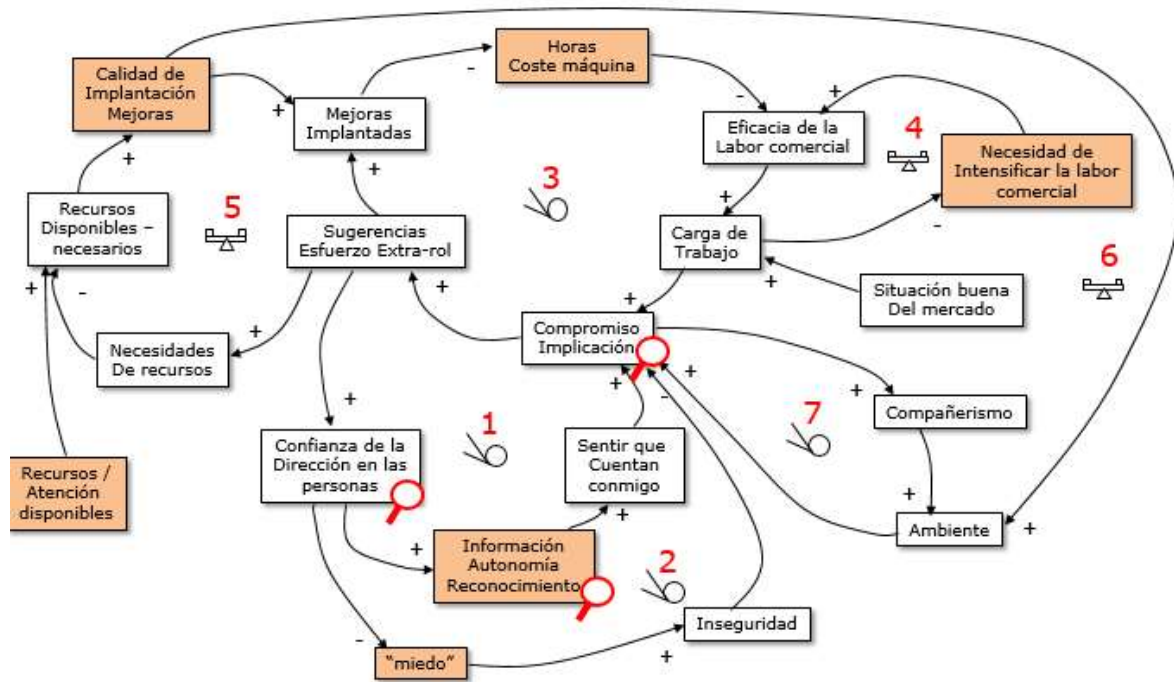 Calidad de
Implantación
Mejoras
+
-
Horas
Coste máquina
-
+
Mejoras
Implantadas
+
Eficacia de la
Labor comercial
4
Necesidad de
Intensificar la labor
comercial
+
+
Recursos
Disponibles –
necesarios
5
Sugerencias
Esfuerzo Extra-rol
3
+
Carga de
Trabajo
-
+
6
Situación buena
Del mercado
+
-
+
+
+
Compromiso
Implicación
Necesidades
De recursos
+
+
-
+
+
Compañerismo
1
7
Confianza de la
Dirección en las
personas
Sentir que
Cuentan
conmigo
Recursos /
Atención
disponibles
+
+
Ambiente
+
+
Información
Autonomía
Reconocimiento
2
Inseguridad
-
"miedo"
+